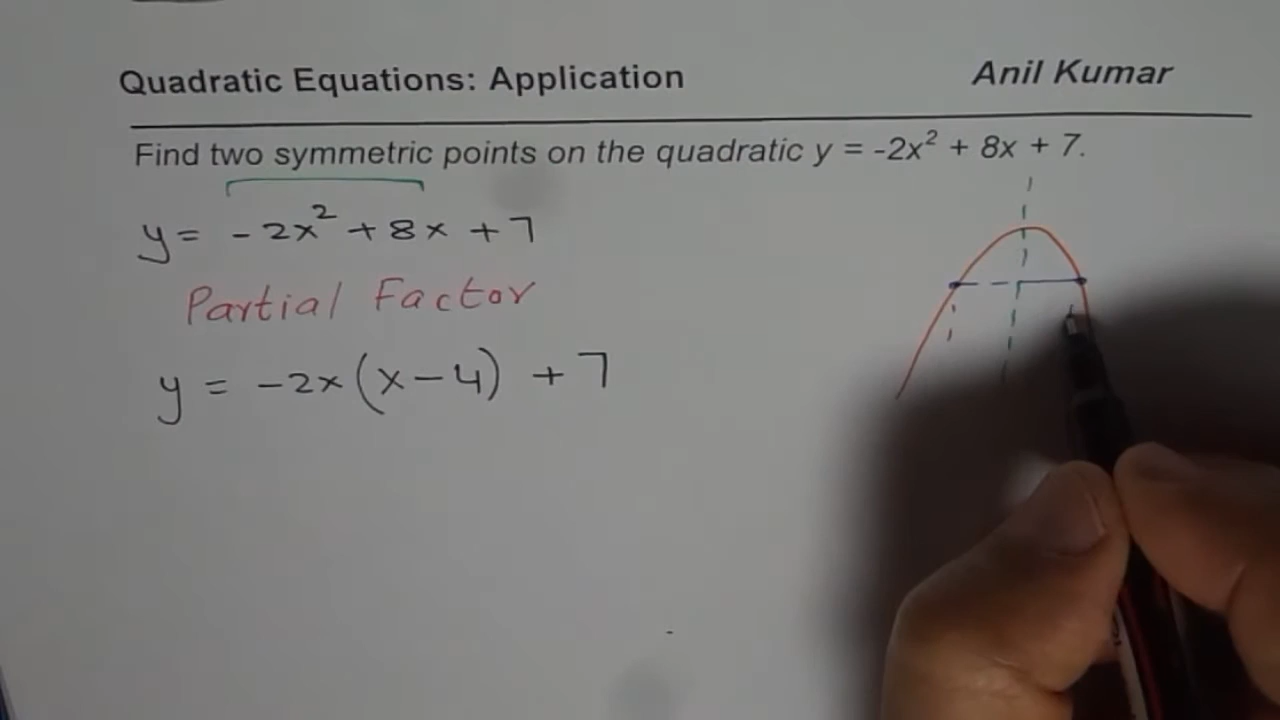 Quadratic Equations: Application
Anil Kumar
Find two symmetric points on the quadratic y = -2x² + 8x + 7.
y = -2x² + 8x + 7
Partial Factor
y = -2x(x-4) + 7